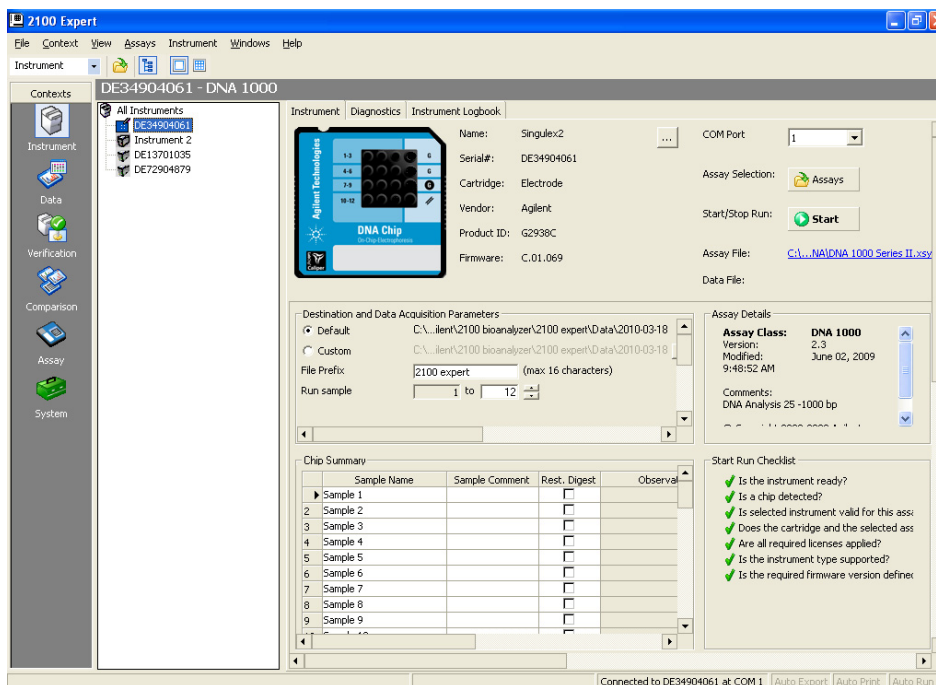 2100 Expert
File Context View Assays Instrument Windows Help
Instrument
Contexts
Instrument
Data
Verification
Comparison
Assay
System
DE34904061 - DNA 1000
All Instruments
DE34904061
Instrument 2
DE13701035
DE72904879
Instrument Diagnostics Instrument Logbook
Agilent Technologies
1-3
4-6
7-9
10-12
G
G
G
DNA Chip
On-Chip-Electrophoresis
Caliper
Name: Singulex2 ...
Serial#: DE34904061
Cartridge: Electrode
Vendor: Agilent
Product ID: G2938C
Firmware: C.01.069
COM Port 1
Assay Selection: Assays
Start/Stop Run: Start
Assay File: C:\...NA\DNA 1000 Series II.xsy
Data File:
Destination and Data Acquisition Parameters
Default C:\...ilent\2100 bioanalyzer\2100 expert\Data\2010-03-18
Custom C:\...ilent\2100 bioanalyzer\2100 expert\Data\2010-03-18
File Prefix 2100 expert (max 16 characters)
Run sample 1 to 12
Assay Details
Assay Class: DNA 1000
Version: 2.3
Modified: June 02, 2009
9:48:52 AM
Comments:
DNA Analysis 25 -1000 bp
Chip Summary
Sample Name Sample Comment Rest. Digest Observa
Sample 1
2 Sample 2
3 Sample 3
4 Sample 4
5 Sample 5
6 Sample 6
7 Sample 7
8 Sample 8
9 Sample 9
Start Run Checklist
Is the instrument ready?
Is a chip detected?
Is selected instrument valid for this assa
Does the cartridge and the selected ass
Are all required licenses applied?
Is the instrument type supported?
Is the required firmware version defined
Connected to DE34904061 at COM 1 Auto Export Auto Print Auto Run